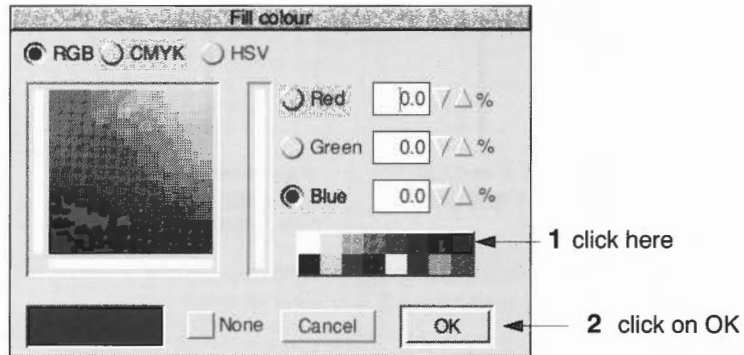 Fill colour
RGB CMYK HSV
Red 0.0 %
Green 0.0 %
Blue 0.0 %
1 click here
None Cancel OK
2 click on OK